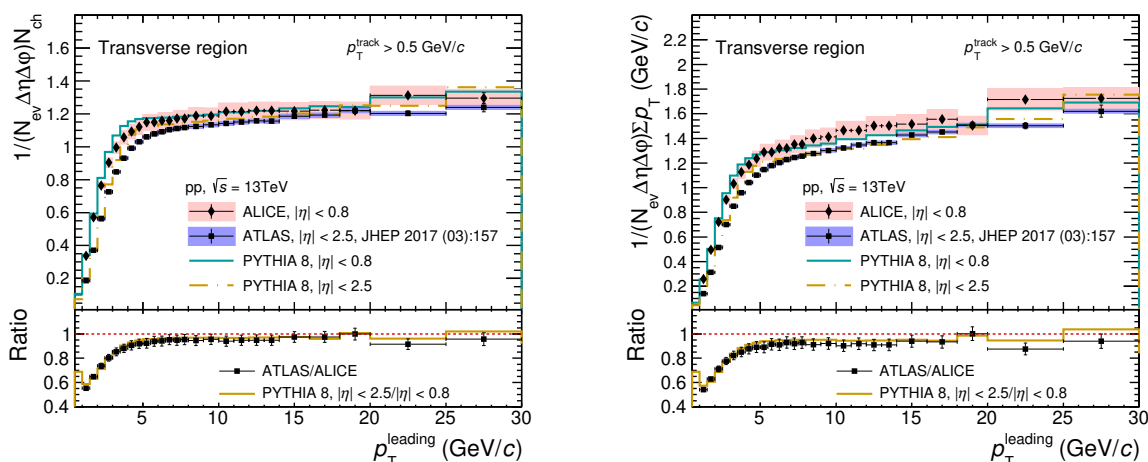 1/(N_ev ΔηΔφ)N_ch
Transverse region
p_T^track > 0.5 GeV/c
1.6
1.4
1.2
1
0.8
0.6
0.4
0.2
pp, √s = 13TeV
ALICE, |η| < 0.8
ATLAS, |η| < 2.5, JHEP 2017 (03):157
PYTHIA 8, |η| < 0.8
PYTHIA 8, |η| < 2.5
Ratio
1
0.8
0.6
0.4
ATLAS/ALICE
PYTHIA 8, |η| < 2.5/|η| < 0.8
5 10 15 20 25 30
p_T^leading (GeV/c)
1/(N_ev ΔηΔφ)Σp_T (GeV/c)
Transverse region
p_T^track > 0.5 GeV/c
2.4
2.2
2
1.8
1.6
1.4
1.2
1
0.8
0.6
0.4
0.2
pp, √s = 13TeV
ALICE, |η| < 0.8
ATLAS, |η| < 2.5, JHEP 2017 (03):157
PYTHIA 8, |η| < 0.8
PYTHIA 8, |η| < 2.5
Ratio
1
0.8
0.6
0.4
ATLAS/ALICE
PYTHIA 8, |η| < 2.5/|η| < 0.8
5 10 15 20 25 30
p_T^leading (GeV/c)